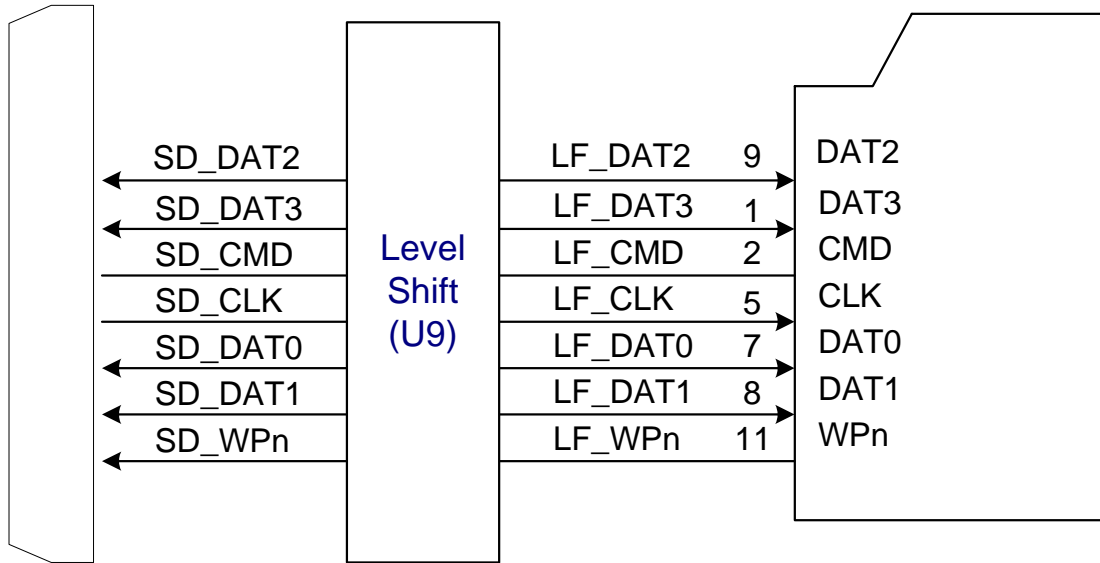 SD_DAT2 LF_DAT2 9 DAT2
SD_DAT3 LF_DAT3 1 DAT3
SD_CMD LF_CMD 2 CMD
SD_CLK LF_CLK 5 CLK
SD_DAT0 LF_DAT0 7 DAT0
SD_DAT1 LF_DAT1 8 DAT1
SD_WPn LF_WPn 11 WPn
Level
Shift
(U9)